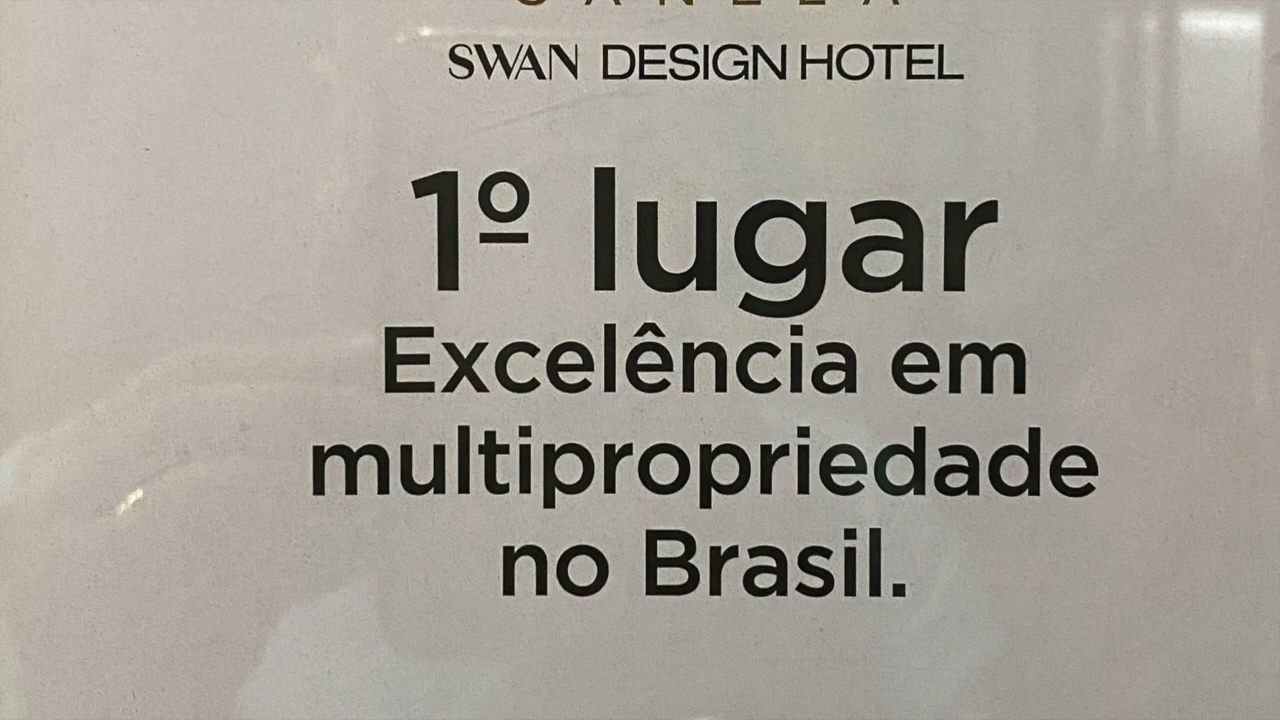 SWAN DESIGN HOTEL
1º lugar
Excelência em
multipropriedade
no Brasil.